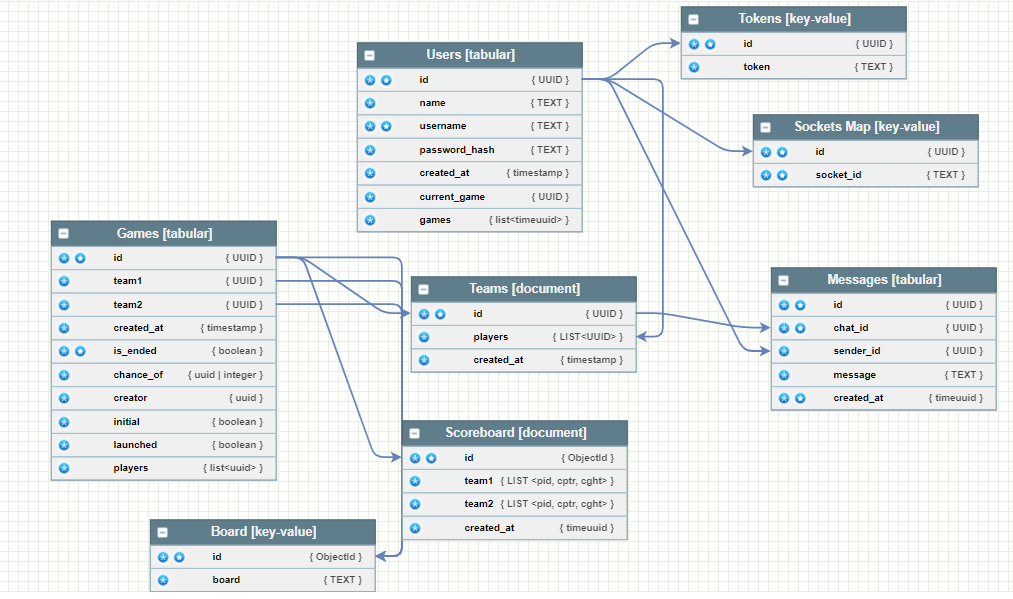 Tokens [key-value]
id { UUID }
token { TEXT }
Users [tabular]
id { UUID }
name { TEXT }
username { TEXT }
password_hash { TEXT }
created_at { timestamp }
current_game { UUID }
games { list<timeuuid> }
Sockets Map [key-value]
id { UUID }
socket_id { TEXT }
Games [tabular]
id { UUID }
team1 { UUID }
team2 { UUID }
created_at { timestamp }
is_ended { boolean }
chance_of { uuid | integer }
creator { uuid }
initial { boolean }
launched { boolean }
players { list<uuid> }
Teams [document]
id { UUID }
players { LIST<UUID> }
created_at { timestamp }
Messages [tabular]
id { UUID }
chat_id { UUID }
sender_id { UUID }
message { TEXT }
created_at { timeuuid }
Scoreboard [document]
id { ObjectId }
team1 { LIST <pid, cptr, cght> }
team2 { LIST <pid, cptr, cght> }
created_at { timeuuid }
Board [key-value]
id { ObjectId }
board { TEXT }